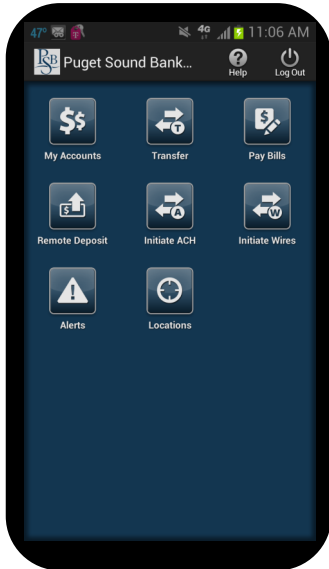 47° 4G 11:06 AM
PSB Puget Sound Bank... Help Log Out
$$ T $
My Accounts Transfer Pay Bills
$ A W
Remote Deposit Initiate ACH Initiate Wires
Alerts Locations